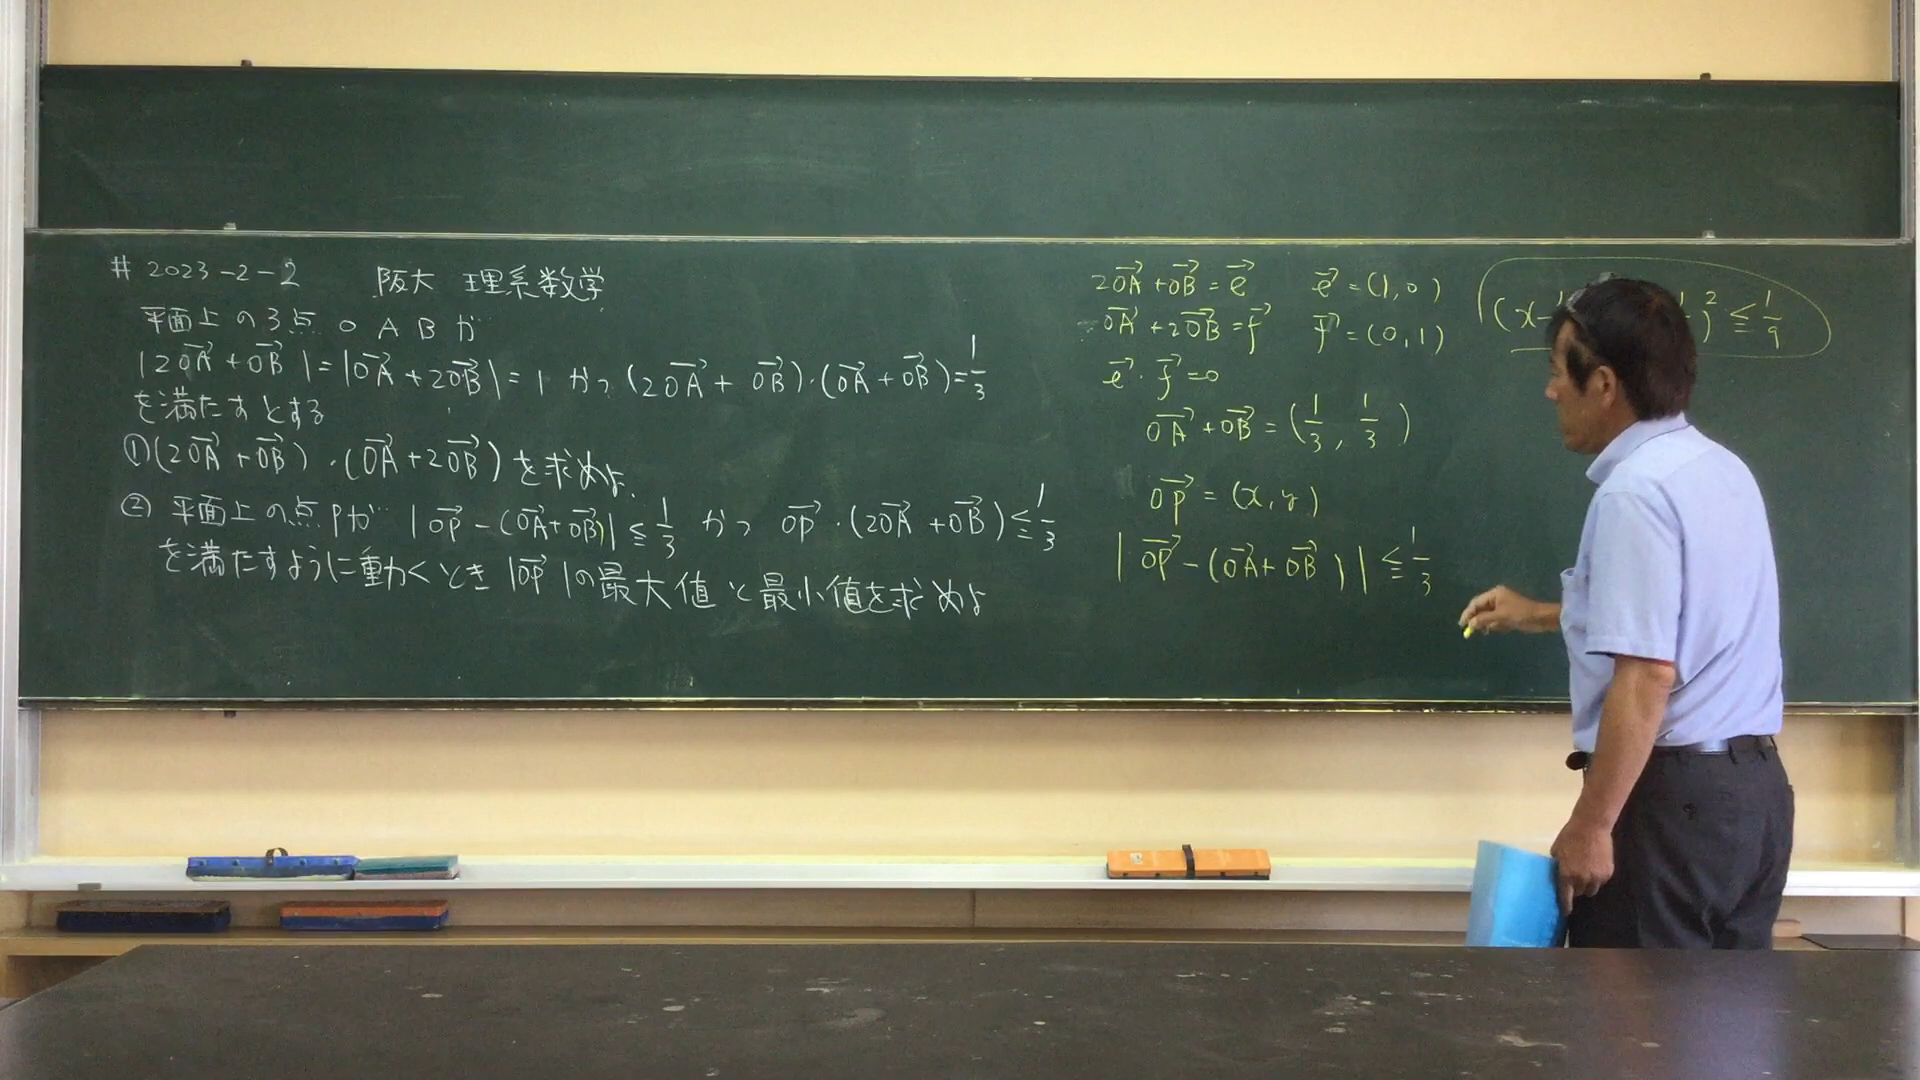 # 2023-2-2 阪大 理系数学
平面上の3点 O A B が
|2OA→ + OB→| = |OA→ + 2OB→| = 1 かつ (2OA→ + OB→)・(OA→ + OB→) = 1/3
を満たすとする
① (2OA→ + OB→)・(OA→ + 2OB→) を求めよ.
② 平面上の点Pが |OP→ - (OA→ + OB→)| ≦ 1/3 かつ OP→・(2OA→ + OB→) ≦ 1/3
を満たすように動くとき |OP→| の最大値と最小値を求めよ
2OA→ + OB→ = e→ e→ = (1, 0)
OA→ + 2OB→ = f→ f→ = (0, 1)
e→・f→ = 0
OA→ + OB→ = (1/3, 1/3)
OP→ = (x, y)
|OP→ - (OA→ + OB→)| ≦ 1/3
(x- )² ≦ 1/9